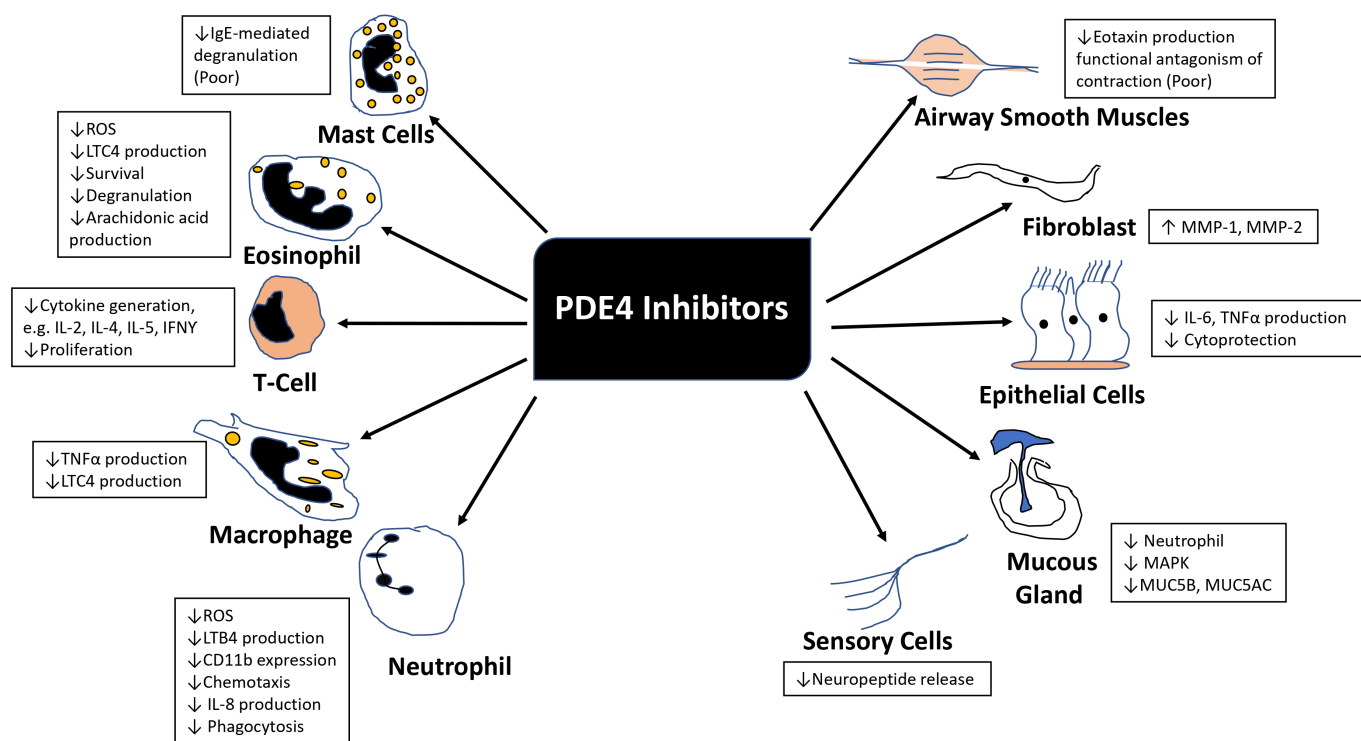 ↓IgE-mediated
degranulation
(Poor)
Mast Cells
↓ROS
↓LTC4 production
↓Survival
↓Degranulation
↓Arachidonic acid
production
Eosinophil
↓Cytokine generation,
e.g. IL-2, IL-4, IL-5, IFNY
↓Proliferation
T-Cell
↓TNFα production
↓LTC4 production
Macrophage
↓ROS
↓LTB4 production
↓CD11b expression
↓Chemotaxis
↓ IL-8 production
↓ Phagocytosis
Neutrophil
PDE4 Inhibitors
↓Eotaxin production
functional antagonism of
contraction (Poor)
Airway Smooth Muscles
Fibroblast
↑ MMP-1, MMP-2
↓ IL-6, TNFα production
↓ Cytoprotection
Epithelial Cells
Mucous
Gland
↓ Neutrophil
↓ MAPK
↓MUC5B, MUC5AC
Sensory Cells
↓Neuropeptide release